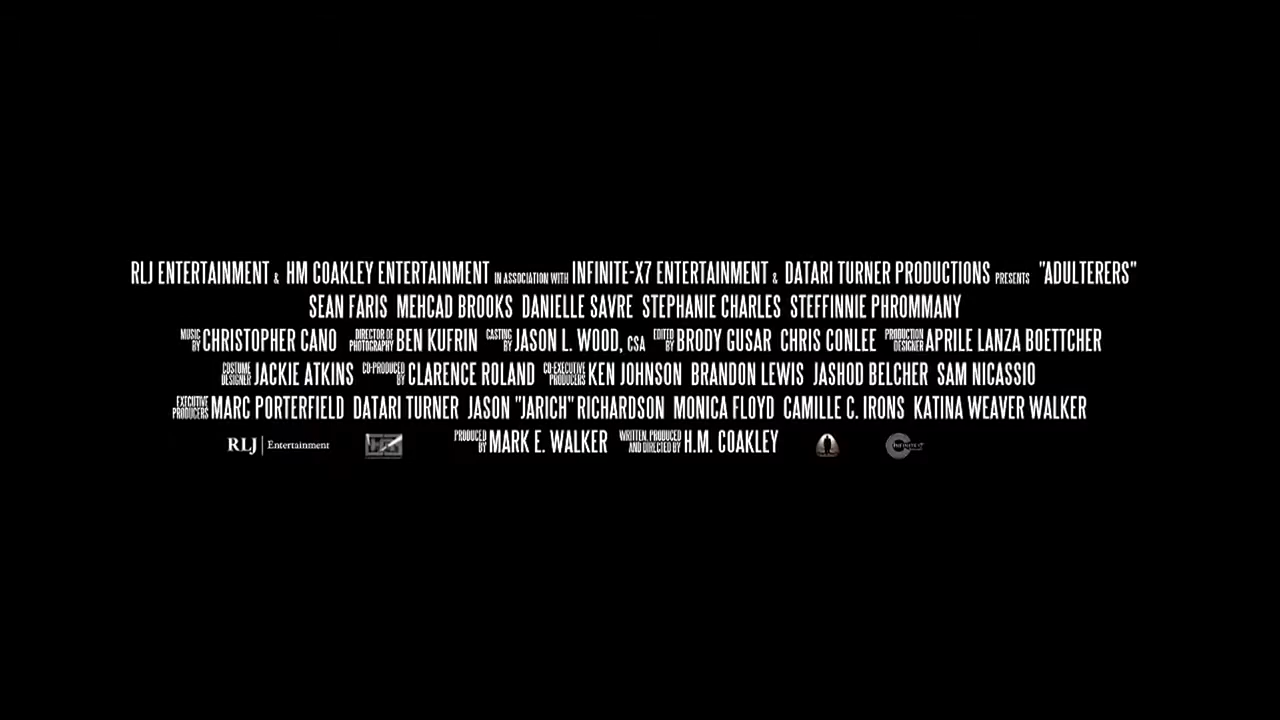 RLJ ENTERTAINMENT & HM COAKLEY ENTERTAINMENT IN ASSOCIATION WITH INFINITE-X7 ENTERTAINMENT & DATARI TURNER PRODUCTIONS PRESENTS "ADULTERERS"
SEAN FARIS MEHCAD BROOKS DANIELLE SAVRE STEPHANIE CHARLES STEFFINNIE PHROMMANY
MUSIC BY CHRISTOPHER CANO DIRECTOR OF PHOTOGRAPHY BEN KUFRIN CASTING BY JASON L. WOOD, CSA EDITED BY BRODY GUSAR CHRIS CONLEE PRODUCTION DESIGNER APRILE LANZA BOETTCHER
COSTUME DESIGNER JACKIE ATKINS CO-PRODUCED BY CLARENCE ROLAND CO-EXECUTIVE PRODUCERS KEN JOHNSON BRANDON LEWIS JASHOD BELCHER SAM NICASSIO
EXECUTIVE PRODUCERS MARC PORTERFIELD DATARI TURNER JASON "JARICH" RICHARDSON MONICA FLOYD CAMILLE C. IRONS KATINA WEAVER WALKER
RLJ Entertainment PRODUCED BY MARK E. WALKER WRITTEN, PRODUCED AND DIRECTED BY H.M. COAKLEY